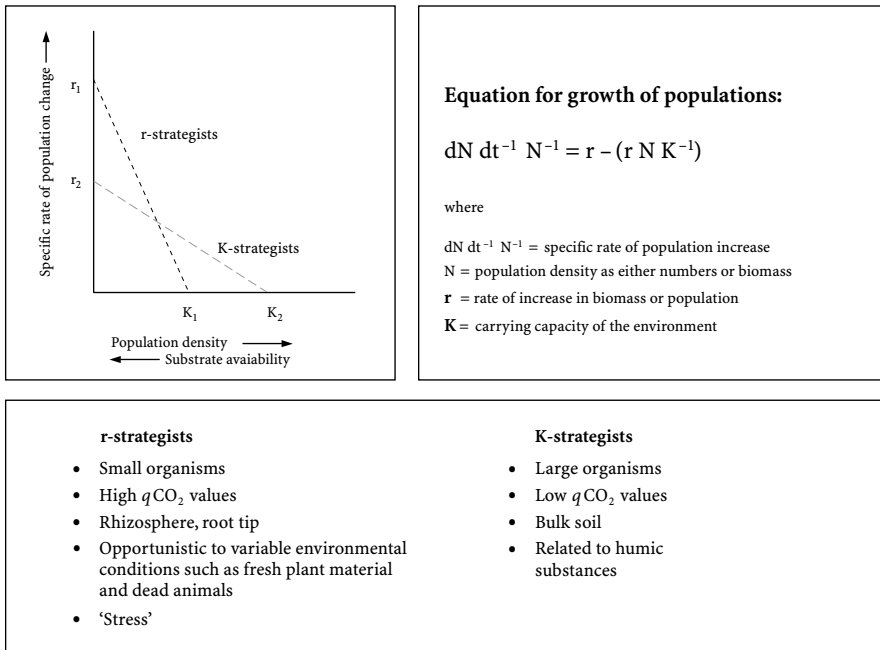 Specific rate of population change
r₁
r₂
r-strategists
K-strategists
K₁
K₂
Population density
Substrate avaiability
Equation for growth of populations:
dN dt⁻¹ N⁻¹ = r – (r N K⁻¹)
where
dN dt⁻¹ N⁻¹ = specific rate of population increase
N = population density as either numbers or biomass
r = rate of increase in biomass or population
K = carrying capacity of the environment
r-strategists
• Small organisms
• High qCO₂ values
• Rhizosphere, root tip
• Opportunistic to variable environmental
conditions such as fresh plant material
and dead animals
• ‘Stress’
K-strategists
• Large organisms
• Low qCO₂ values
• Bulk soil
• Related to humic
substances